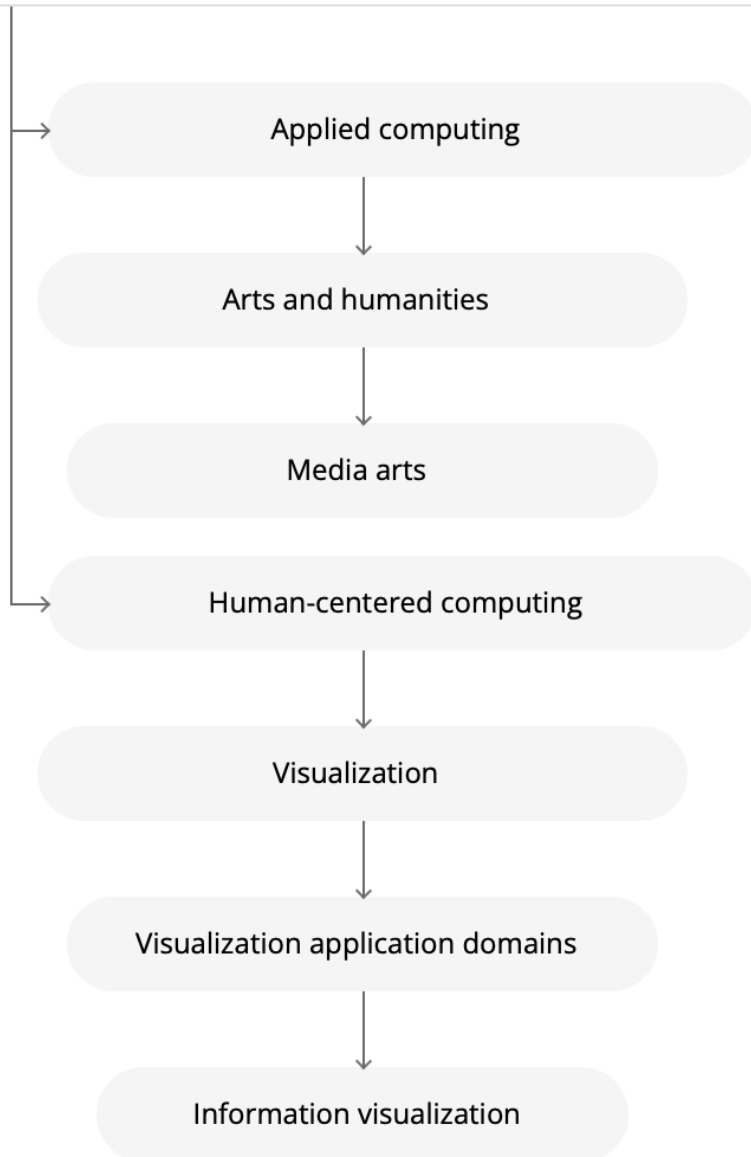 Applied computing
Arts and humanities
Media arts
Human-centered computing
Visualization
Visualization application domains
Information visualization